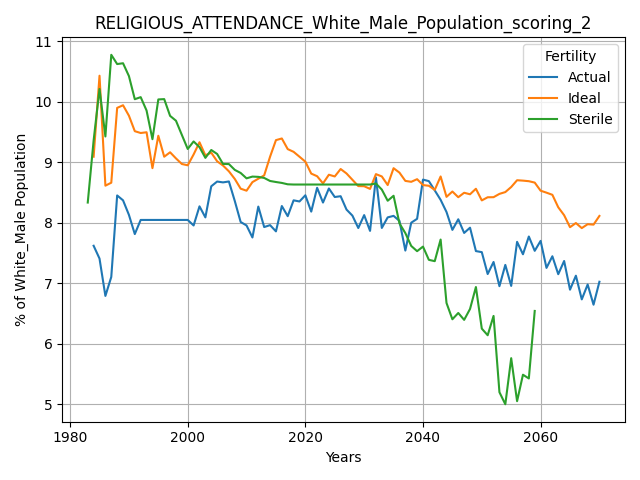 RELIGIOUS_ATTENDANCE_White_Male_Population_scoring_2
% of White_Male Population
11
10
9
8
7
6
5
1980
2000
2020
2040
2060
Years
Fertility
Actual
Ideal
Sterile